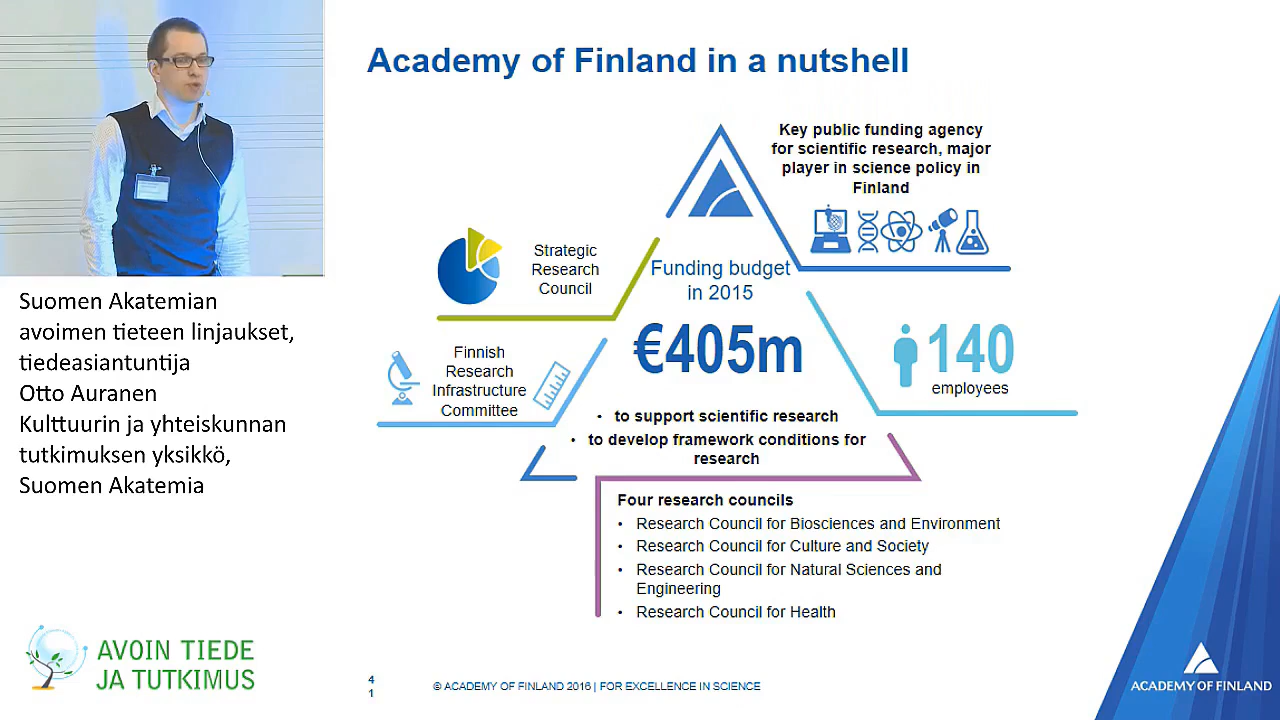 Academy of Finland in a nutshell
Key public funding agency
for scientific research, major
player in science policy in
Finland
Strategic
Research
Council
Funding budget
in 2015
€405m
Finnish
Research
Infrastructure
Committee
140
employees
• to support scientific research
• to develop framework conditions for
research
Four research councils
• Research Council for Biosciences and Environment
• Research Council for Culture and Society
• Research Council for Natural Sciences and
Engineering
• Research Council for Health
Suomen Akatemian
avoimen tieteen linjaukset,
tiedeasiantuntija
Otto Auranen
Kulttuurin ja yhteiskunnan
tutkimuksen yksikkö,
Suomen Akatemia
AVOIN TIEDE
JA TUTKIMUS
4
1
© ACADEMY OF FINLAND 2016 | FOR EXCELLENCE IN SCIENCE
ACADEMY OF FINLAND